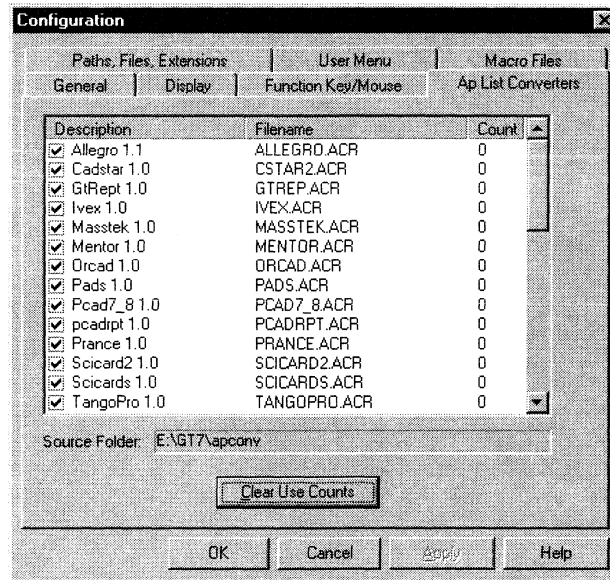 Configuration
Paths, Files, Extensions User Menu Macro Files
General Display Function Key/Mouse Ap List Converters
Description Filename Count
Allegro 1.1 ALLEGRO.ACR 0
Cadstar 1.0 CSTAR2.ACR 0
GtRept 1.0 GTREP.ACR 0
Ivex 1.0 IVEX.ACR 0
Masstek 1.0 MASSTEK.ACR 0
Mentor 1.0 MENTOR.ACR 0
Orcad 1.0 ORCAD.ACR 0
Pads 1.0 PADS.ACR 0
Pcad7_8 1.0 PCAD7_8.ACR 0
pcadrpt 1.0 PCADRPT.ACR 0
Prance 1.0 PRANCE.ACR 0
Scicard2 1.0 SCICARD2.ACR 0
Scicards 1.0 SCICARDS.ACR 0
TangoPro 1.0 TANGOPRO.ACR 0
Source Folder: E:\GT7\apconv
Clear Use Counts
OK Cancel Apply Help